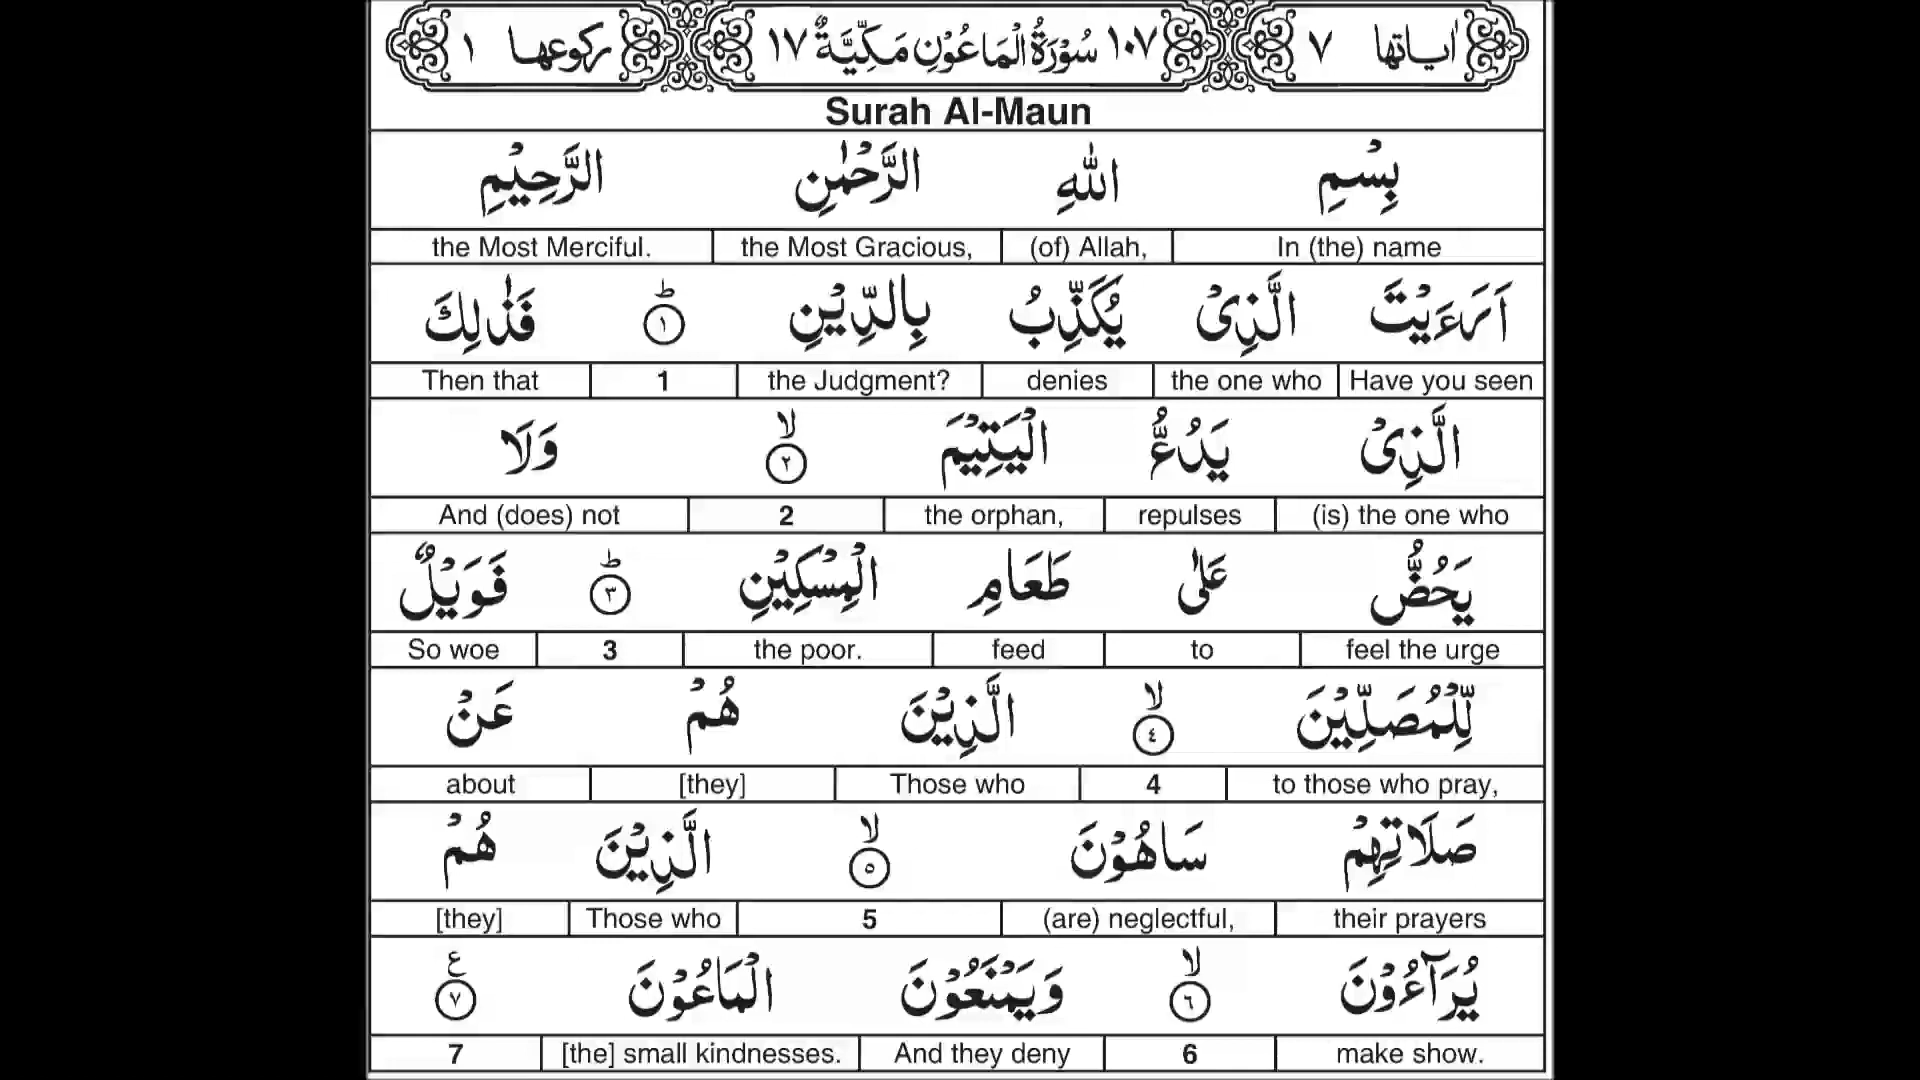 اٰیاتها ٧ ١٠٧ سُوْرَةُ الْمَاعُوْنِ مَكِّيَّةٌ ١٧ رکوعها ١
Surah Al-Maun
بِسْمِ اللّٰهِ الرَّحْمٰنِ الرَّحِيْمِ
the Most Merciful. the Most Gracious, (of) Allah, In (the) name
اَرَءَيْتَ الَّذِىْ يُكَذِّبُ بِالدِّيْنِ ؕ ١ فَذٰلِكَ
Then that 1 the Judgment? denies the one who Have you seen
الَّذِىْ يَدُعُّ الْيَتِيْمَ ۙ ٢ وَلَا
And (does) not 2 the orphan, repulses (is) the one who
يَحُضُّ عَلٰى طَعَامِ الْمِسْكِيْنِ ؕ ٣ فَوَيْلٌ
So woe 3 the poor. feed to feel the urge
لِّلْمُصَلِّيْنَ ۙ ٤ الَّذِيْنَ هُمْ عَنْ
about [they] Those who 4 to those who pray,
صَلَاتِهِمْ سَاهُوْنَ ۙ ٥ الَّذِيْنَ هُمْ
[they] Those who 5 (are) neglectful, their prayers
يُرَآءُوْنَ ۙ ٦ وَيَمْنَعُوْنَ الْمَاعُوْنَ ع ٧
7 [the] small kindnesses. And they deny 6 make show.